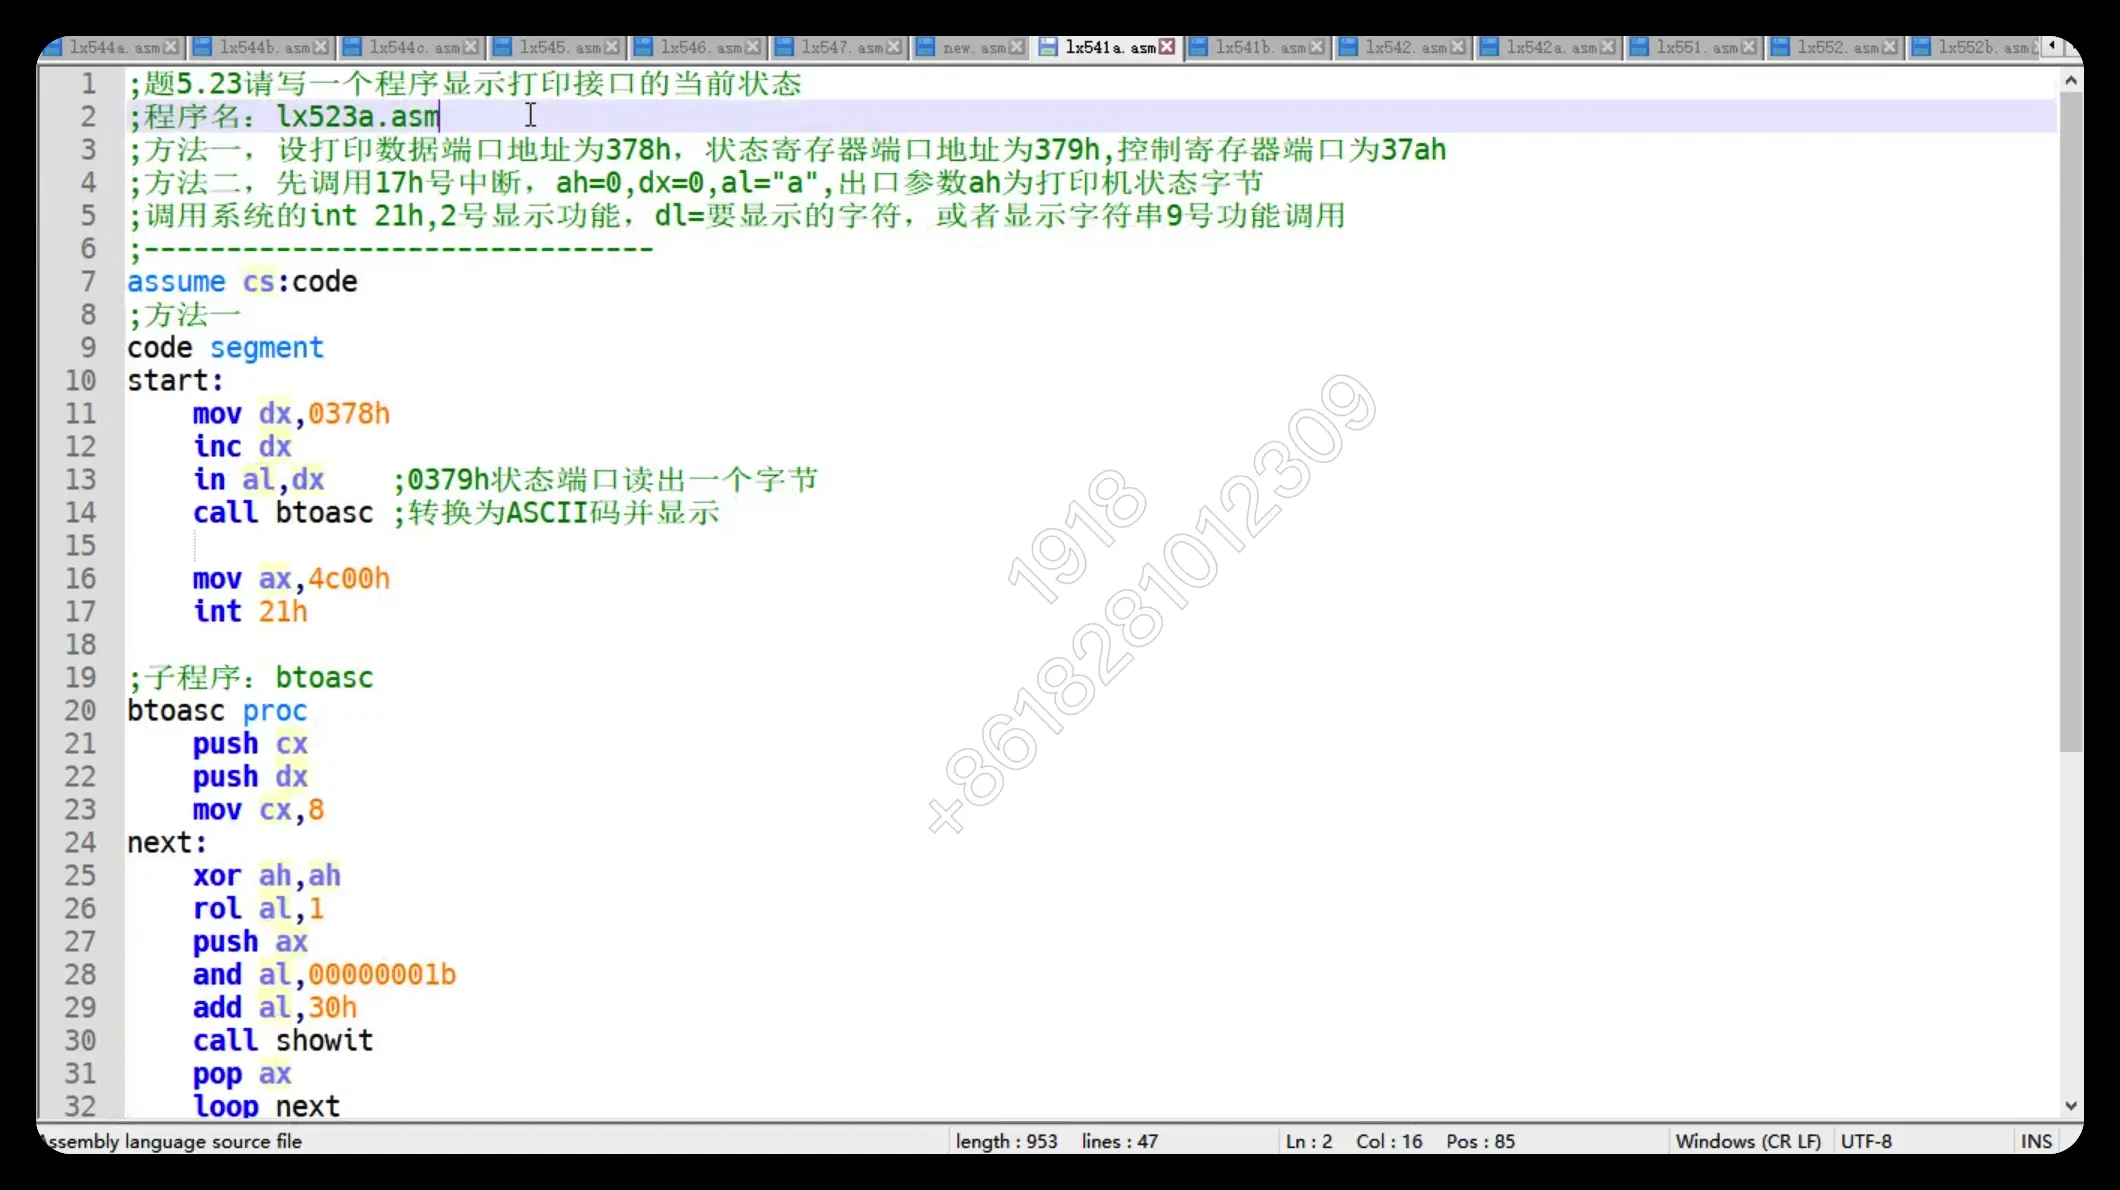 lx544a.asm lx544b.asm lx544c.asm lx545.asm lx546.asm lx547.asm new.asm lx541a.asm lx541b.asm lx542.asm lx542a.asm lx551.asm lx552.asm lx552b.asm
1 ;题5.23请写一个程序显示打印接口的当前状态
2 ;程序名：lx523a.asm
3 ;方法一，设打印数据端口地址为378h，状态寄存器端口地址为379h,控制寄存器端口为37ah
4 ;方法二，先调用17h号中断，ah=0,dx=0,al="a",出口参数ah为打印机状态字节
5 ;调用系统的int 21h,2号显示功能，dl=要显示的字符，或者显示字符串9号功能调用
6 ;-------------------------------
7 assume cs:code
8 ;方法一
9 code segment
10 start:
11     mov dx,0378h
12     inc dx
13     in al,dx    ;0379h状态端口读出一个字节
14     call btoasc ;转换为ASCII码并显示
15
16     mov ax,4c00h
17     int 21h
18
19 ;子程序：btoasc
20 btoasc proc
21     push cx
22     push dx
23     mov cx,8
24 next:
25     xor ah,ah
26     rol al,1
27     push ax
28     and al,00000001b
29     add al,30h
30     call showit
31     pop ax
32     loop next
1918
+8618281012309
Assembly language source file length : 953 lines : 47 Ln : 2 Col : 16 Pos : 85 Windows (CR LF) UTF-8 INS